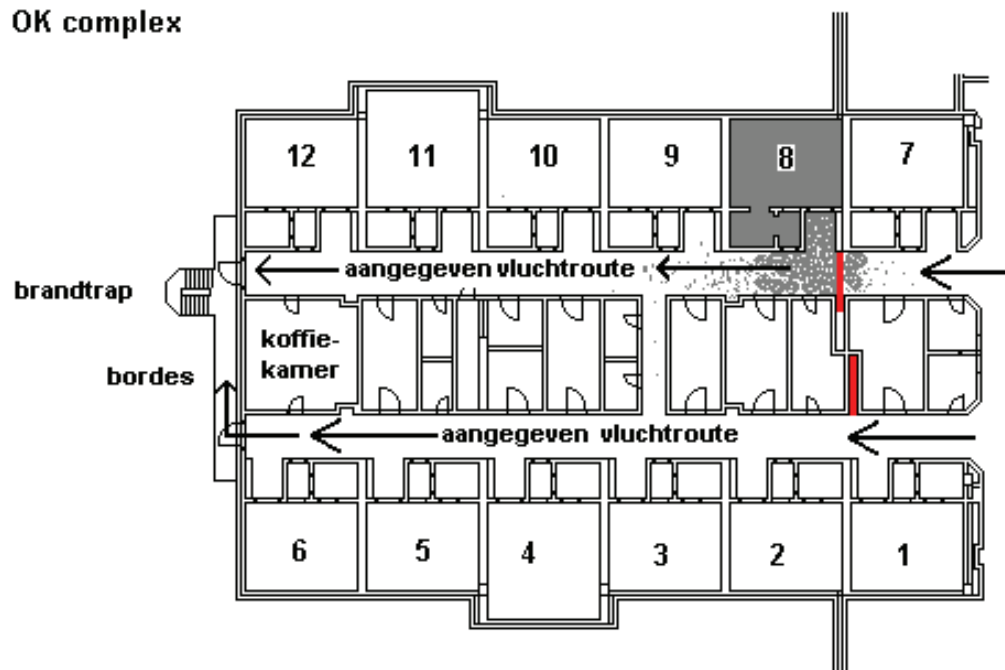 OK complex
12
11
10
9
8
7
aangegeven vluchtroute
brandtrap
koffie-
kamer
bordes
aangegeven vluchtroute
6
5
4
3
2
1